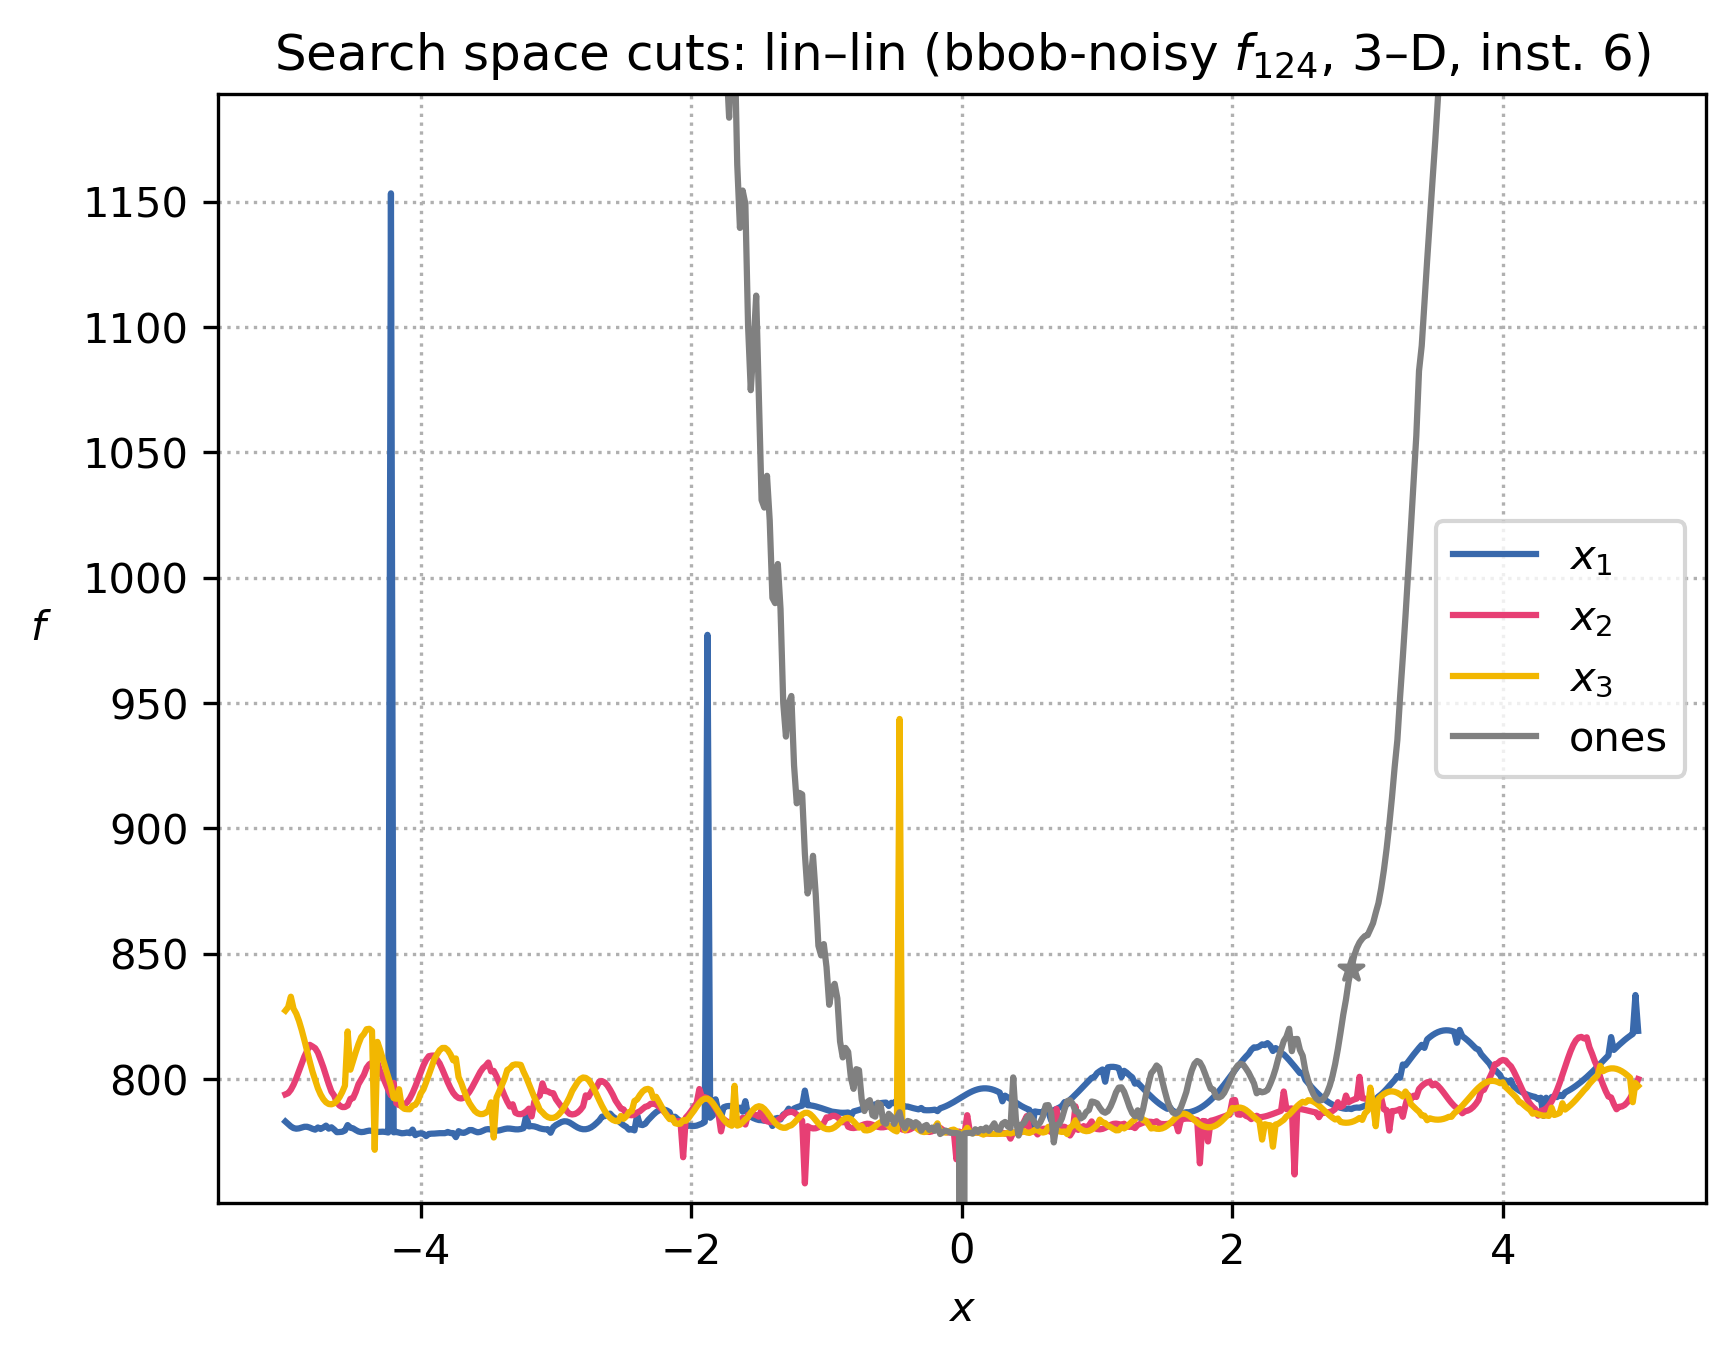 Search space cuts: lin–lin (bbob-noisy f₁₂₄, 3–D, inst. 6)
1150
1100
1050
1000
950
900
850
800
f
x₁
x₂
x₃
ones
−4 −2 0 2 4
x